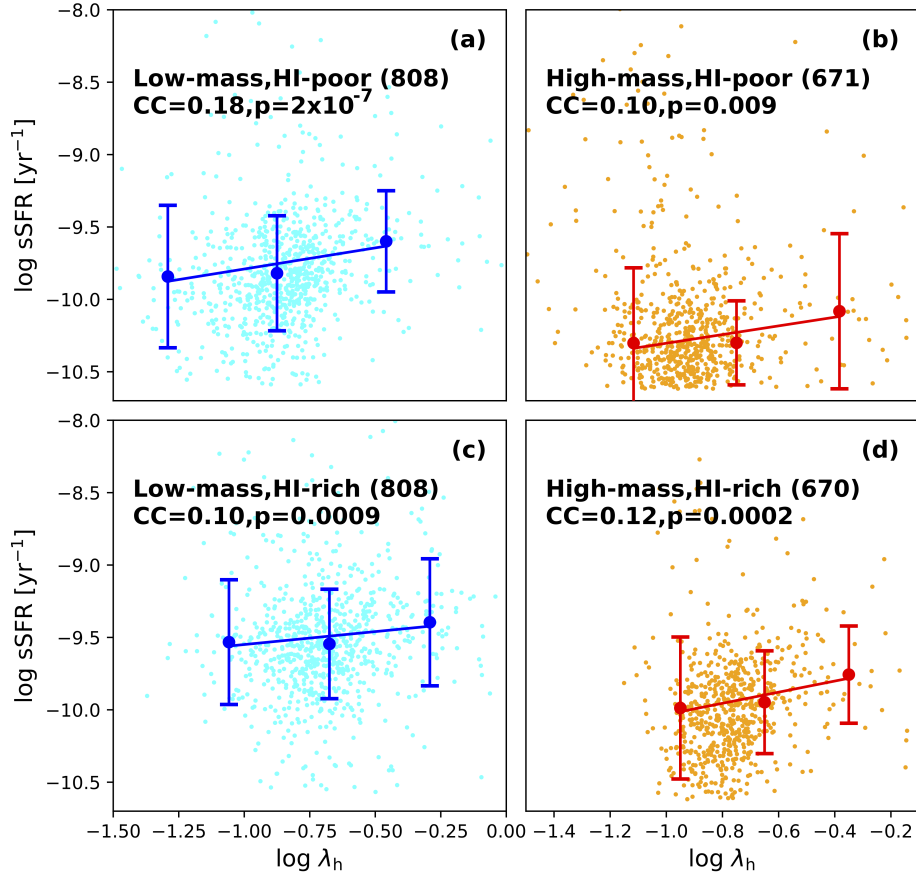 −8.0
(a)
(b)
Low-mass,HI-poor (808)
CC=0.18,p=2x10⁻⁷
High-mass,HI-poor (671)
CC=0.10,p=0.009
−8.5
−9.0
−9.5
−10.0
−10.5
log sSFR [yr⁻¹]
−8.0
(c)
(d)
Low-mass,HI-rich (808)
CC=0.10,p=0.0009
High-mass,HI-rich (670)
CC=0.12,p=0.0002
−8.5
−9.0
−9.5
−10.0
−10.5
log sSFR [yr⁻¹]
−1.50 −1.25 −1.00 −0.75 −0.50 −0.25 0.00
−1.4 −1.2 −1.0 −0.8 −0.6 −0.4 −0.2
log λₕ
log λₕ